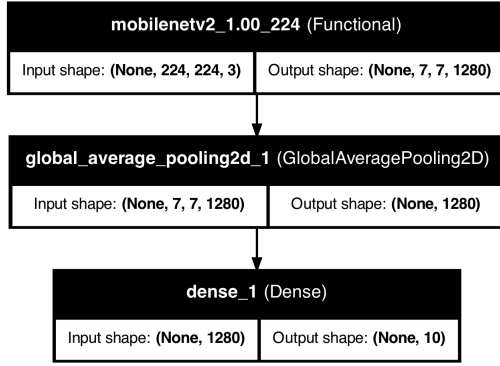 mobilenetv2_1.00_224 (Functional)
Input shape: (None, 224, 224, 3) Output shape: (None, 7, 7, 1280)
global_average_pooling2d_1 (GlobalAveragePooling2D)
Input shape: (None, 7, 7, 1280) Output shape: (None, 1280)
dense_1 (Dense)
Input shape: (None, 1280) Output shape: (None, 10)